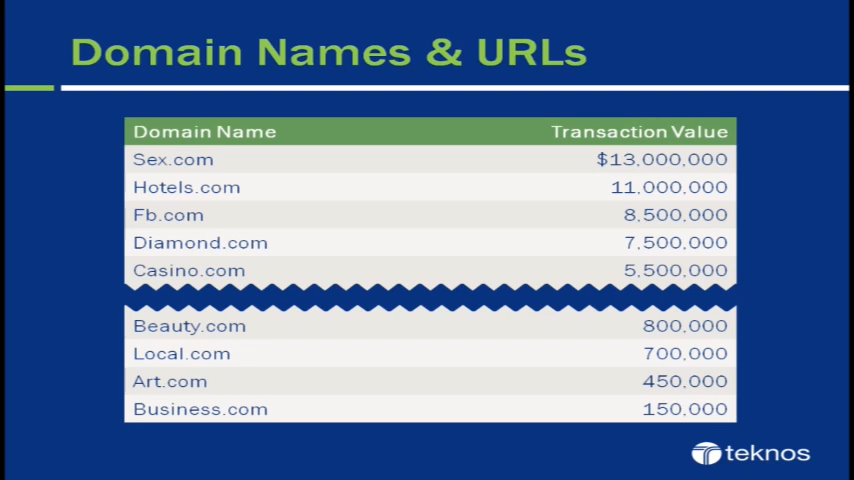 Domain Names & URLs
Domain Name Transaction Value
Sex.com $13,000,000
Hotels.com 11,000,000
Fb.com 8,500,000
Diamond.com 7,500,000
Casino.com 5,500,000
Beauty.com 800,000
Local.com 700,000
Art.com 450,000
Business.com 150,000
teknos